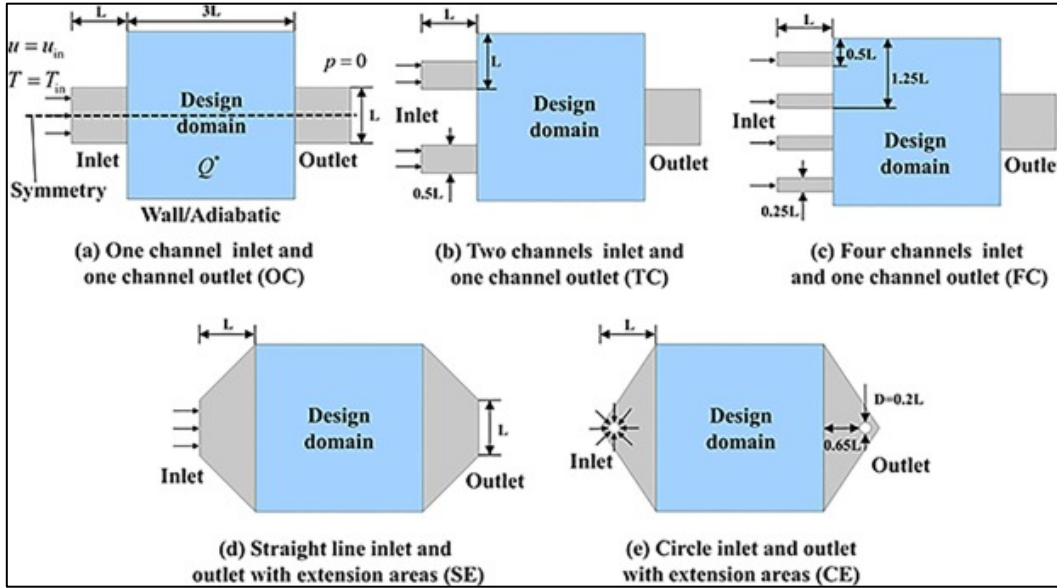 L
3L
u = u_in
T = T_in
p = 0
Design
domain
L
Inlet
Q*
Outlet
Symmetry
Wall/Adiabatic
(a) One channel inlet and
one channel outlet (OC)
L
L
Inlet
Design
domain
0.5L
Outlet
(b) Two channels inlet and
one channel outlet (TC)
L
0.5L
1.25L
Inlet
Design
domain
Outlet
0.25L
(c) Four channels inlet
and one channel outlet (FC)
L
Design
domain
L
Inlet
Outlet
(d) Straight line inlet and
outlet with extension areas (SE)
L
D=0.2L
Design
domain
0.65L
Inlet
Outlet
(e) Circle inlet and outlet
with extension areas (CE)